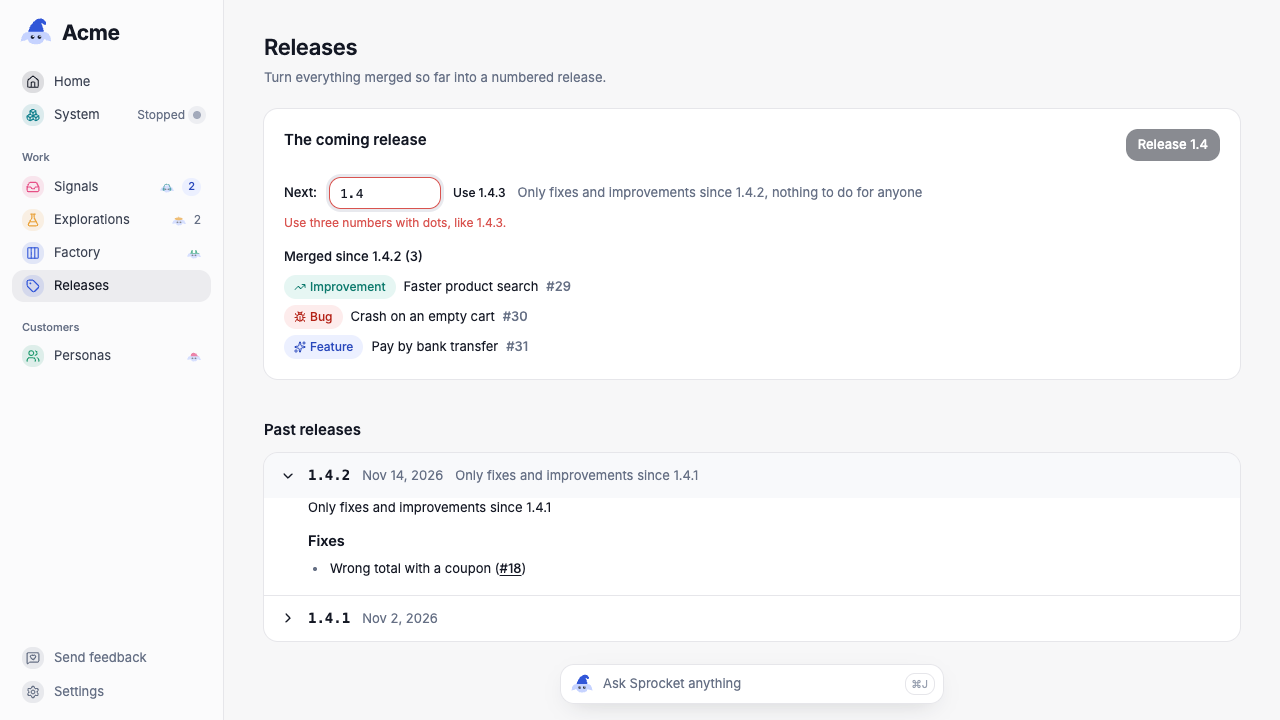 Acme
Home
System Stopped
Work
Signals 2
Explorations 2
Factory
Releases
Customers
Personas
Send feedback
Settings
Releases
Turn everything merged so far into a numbered release.
The coming release
Release 1.4
Next: 1.4 Use 1.4.3 Only fixes and improvements since 1.4.2, nothing to do for anyone
Use three numbers with dots, like 1.4.3.
Merged since 1.4.2 (3)
Improvement Faster product search #29
Bug Crash on an empty cart #30
Feature Pay by bank transfer #31
Past releases
1.4.2 Nov 14, 2026 Only fixes and improvements since 1.4.1
Only fixes and improvements since 1.4.1
Fixes
• Wrong total with a coupon (#18)
1.4.1 Nov 2, 2026
Ask Sprocket anything ⌘J